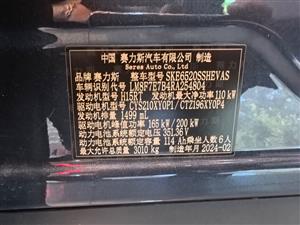 中国 赛力斯汽车有限公司 制造
Seres Auto Co., Ltd.
品牌 赛力斯 整车型号 SKE6520SSHEVAS
车辆识别代号 LM8F7E7B4RA254804
发动机型号 H15RT 发动机最大净功率 110 kW
驱动电机型号 CYS210XY0P1/ CTZ196XY0P4
发动机排量 1499 mL
驱动电机峰值功率 165 kW / 200 kW
动力电池系统额定电压 351.36 V
动力电池系统额定容量 114 Ah 乘坐人数 6人
最大允许总质量 3010 kg 制造年月 2024-02